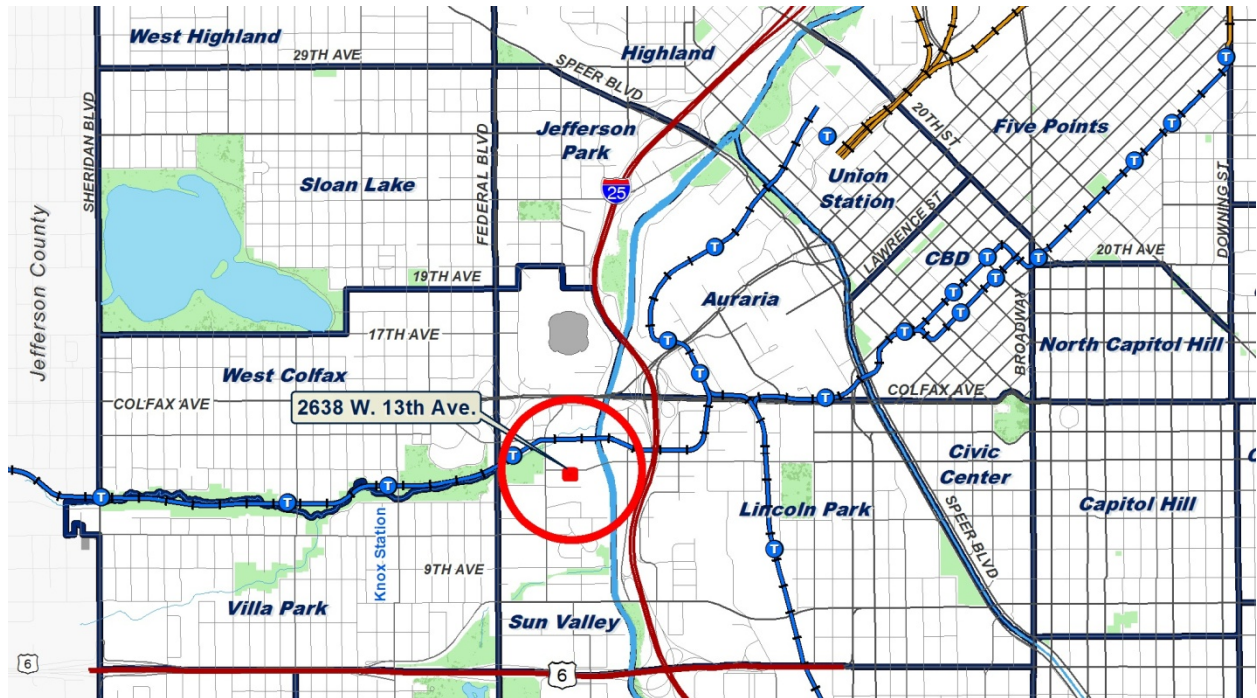 West Highland
29TH AVE
Highland
SPEER BLVD
SHERIDAN BLVD
FEDERAL BLVD
Jefferson
Park
20TH ST
Five Points
T
T
T
T
Sloan Lake
25
Union
Station
LAWRENCE ST
DOWNING ST
Jefferson County
19TH AVE
T
Auraria
CBD
T
T
20TH AVE
T
T
T
T
17TH AVE
T
T
BROADWAY
North Capitol Hill
West Colfax
T
COLFAX AVE
T
COLFAX AVE
2638 W. 13th Ave.
T
Civic
Center
T
T
T
Knox Station
Lincoln Park
SPEER BLVD
Capitol Hill
T
9TH AVE
Villa Park
Sun Valley
6
6